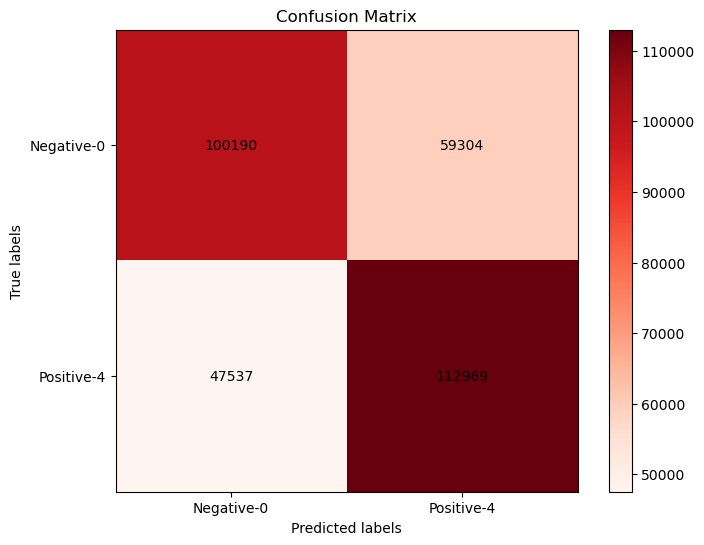 Confusion Matrix
Negative-0
100190
59304
Positive-4
47537
112969
Negative-0
Positive-4
Predicted labels
True labels
110000
100000
90000
80000
70000
60000
50000